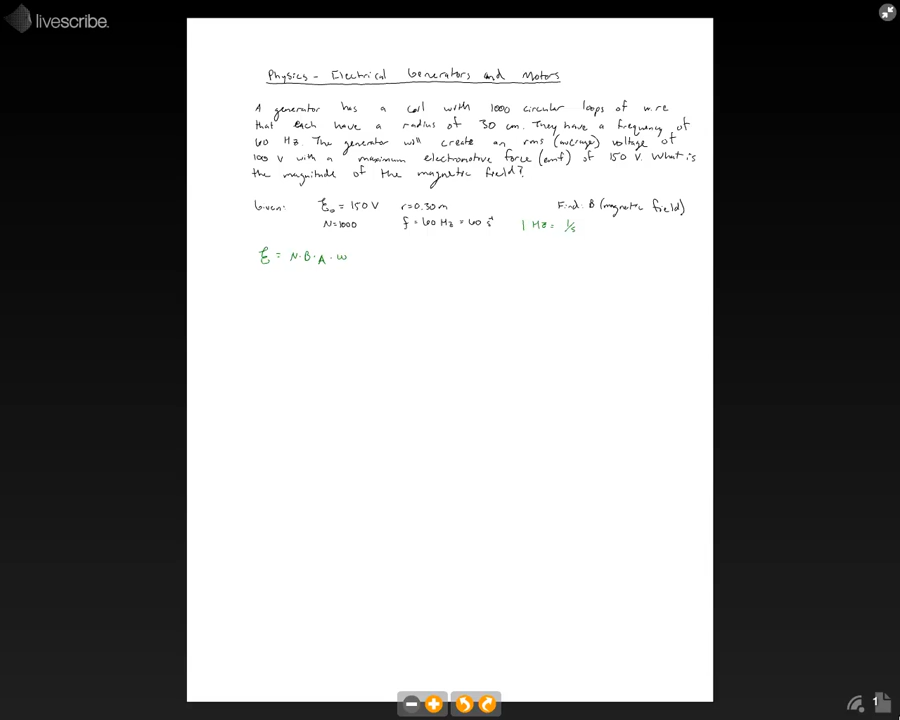 livescribe.
Physics - Electrical Generators and Motors
A generator has a coil with 1000 circular loops of wire
that each have a radius of 30 cm. They have a frequency of
60 Hz. The generator will create an rms (average) voltage of
100 V with a maximum electromotive force (emf) of 150 V. What is
the magnitude of the magnetic field?
Given: ℰ₀ = 150 V r=0.30 m Find: B (magnetic field)
N=1000 f = 60 Hz = 60 s⁻¹ 1 Hz = 1/s
ℰ = N·B·A·ω
1